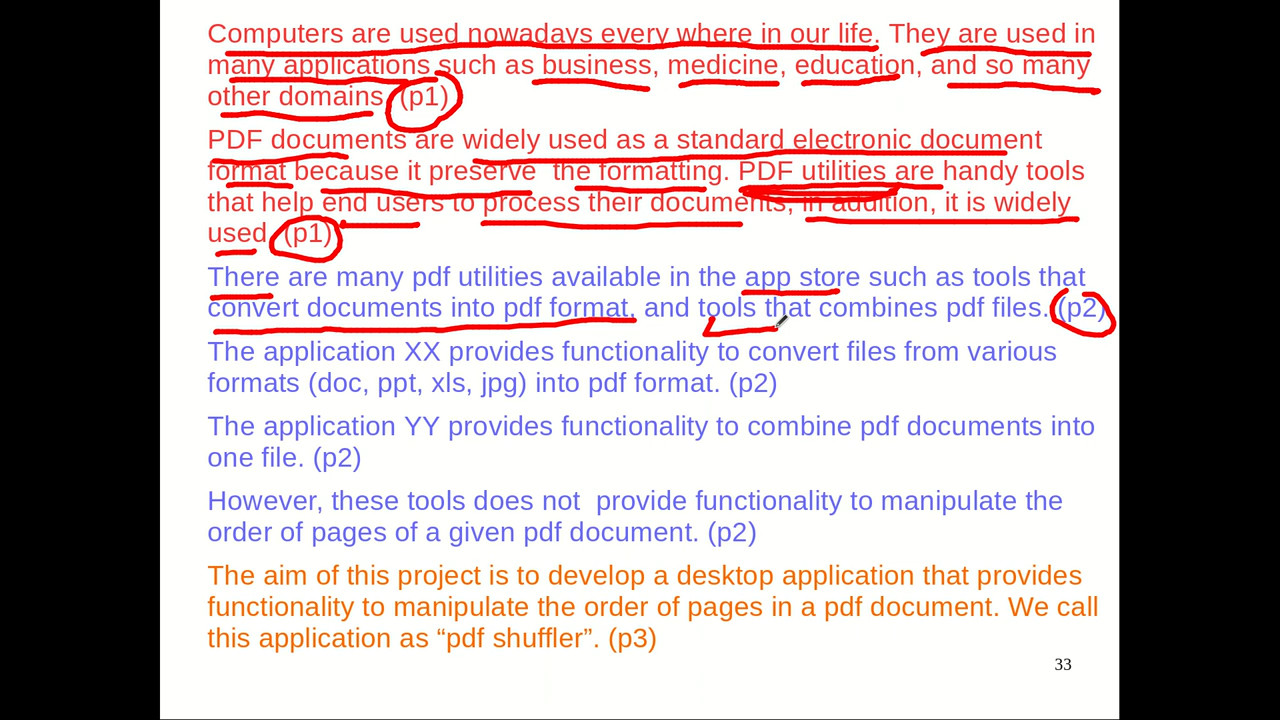 Computers are used nowadays every where in our life. They are used in
many applications such as business, medicine, education, and so many
other domains (p1)
PDF documents are widely used as a standard electronic document
format because it preserve the formatting. PDF utilities are handy tools
that help end users to process their documents, in addition, it is widely
used (p1)
There are many pdf utilities available in the app store such as tools that
convert documents into pdf format, and tools that combines pdf files. (p2)
The application XX provides functionality to convert files from various
formats (doc, ppt, xls, jpg) into pdf format. (p2)
The application YY provides functionality to combine pdf documents into
one file. (p2)
However, these tools does not provide functionality to manipulate the
order of pages of a given pdf document. (p2)
The aim of this project is to develop a desktop application that provides
functionality to manipulate the order of pages in a pdf document. We call
this application as “pdf shuffler”. (p3)
33